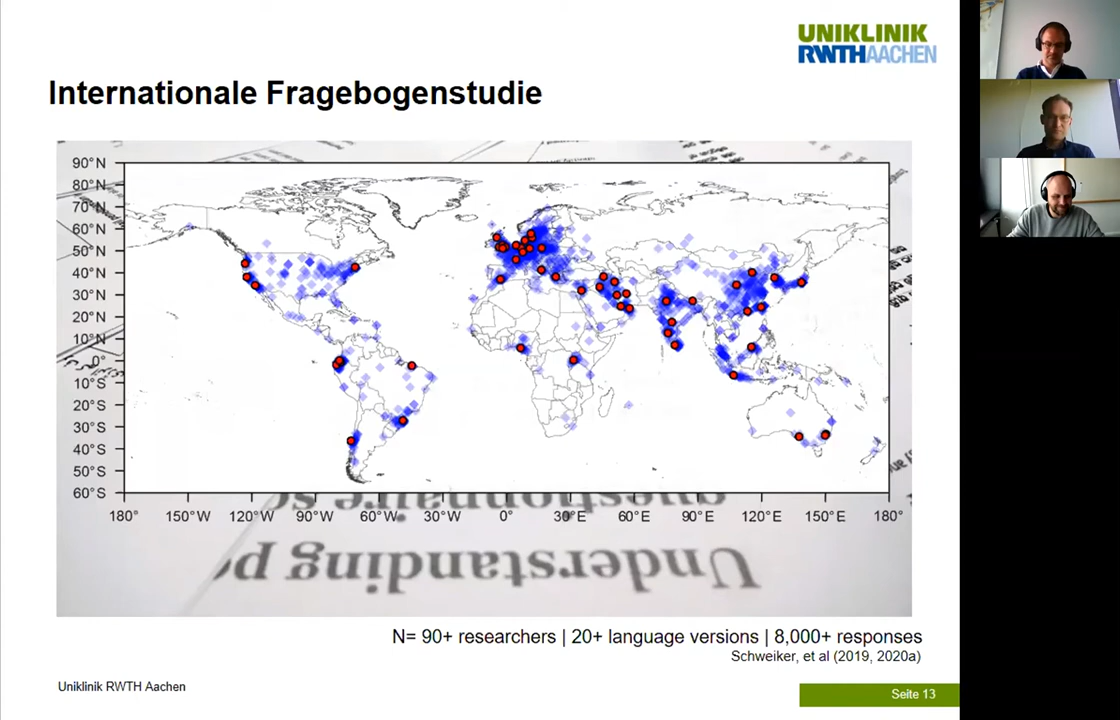 UNIKLINIK
RWTHAACHEN
Internationale Fragebogenstudie
90°N
80°N
70°N
60°N
50°N
40°N
30°N
20°N
10°N
0°
10°S
20°S
30°S
40°S
50°S
60°S
180° 150°W 120°W 90°W 60°W 30°W 0° 30°E 60°E 90°E 120°E 150°E 180°
questionnaire
Understanding
N= 90+ researchers | 20+ language versions | 8,000+ responses
Schweiker, et al (2019, 2020a)
Uniklinik RWTH Aachen
Seite 13